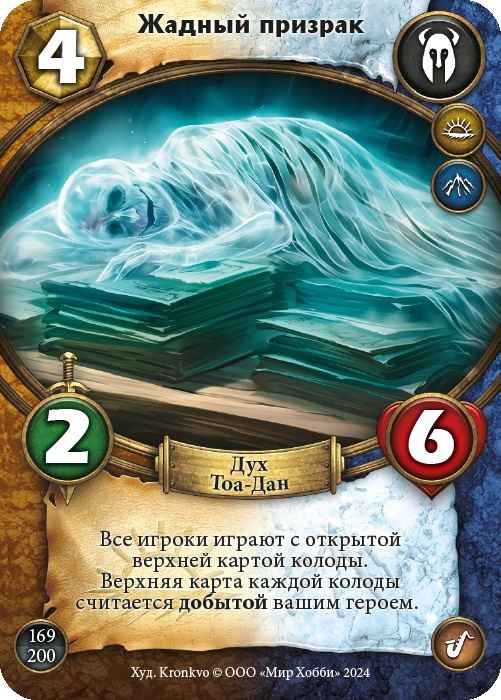 Жадный призрак
4
2
6
Дух
Тоа-Дан
Все игроки играют с открытой
верхней картой колоды.
Верхняя карта каждой колоды
считается добытой вашим героем.
169
200
Худ. Kronkvo © ООО «Мир Хобби» 2024